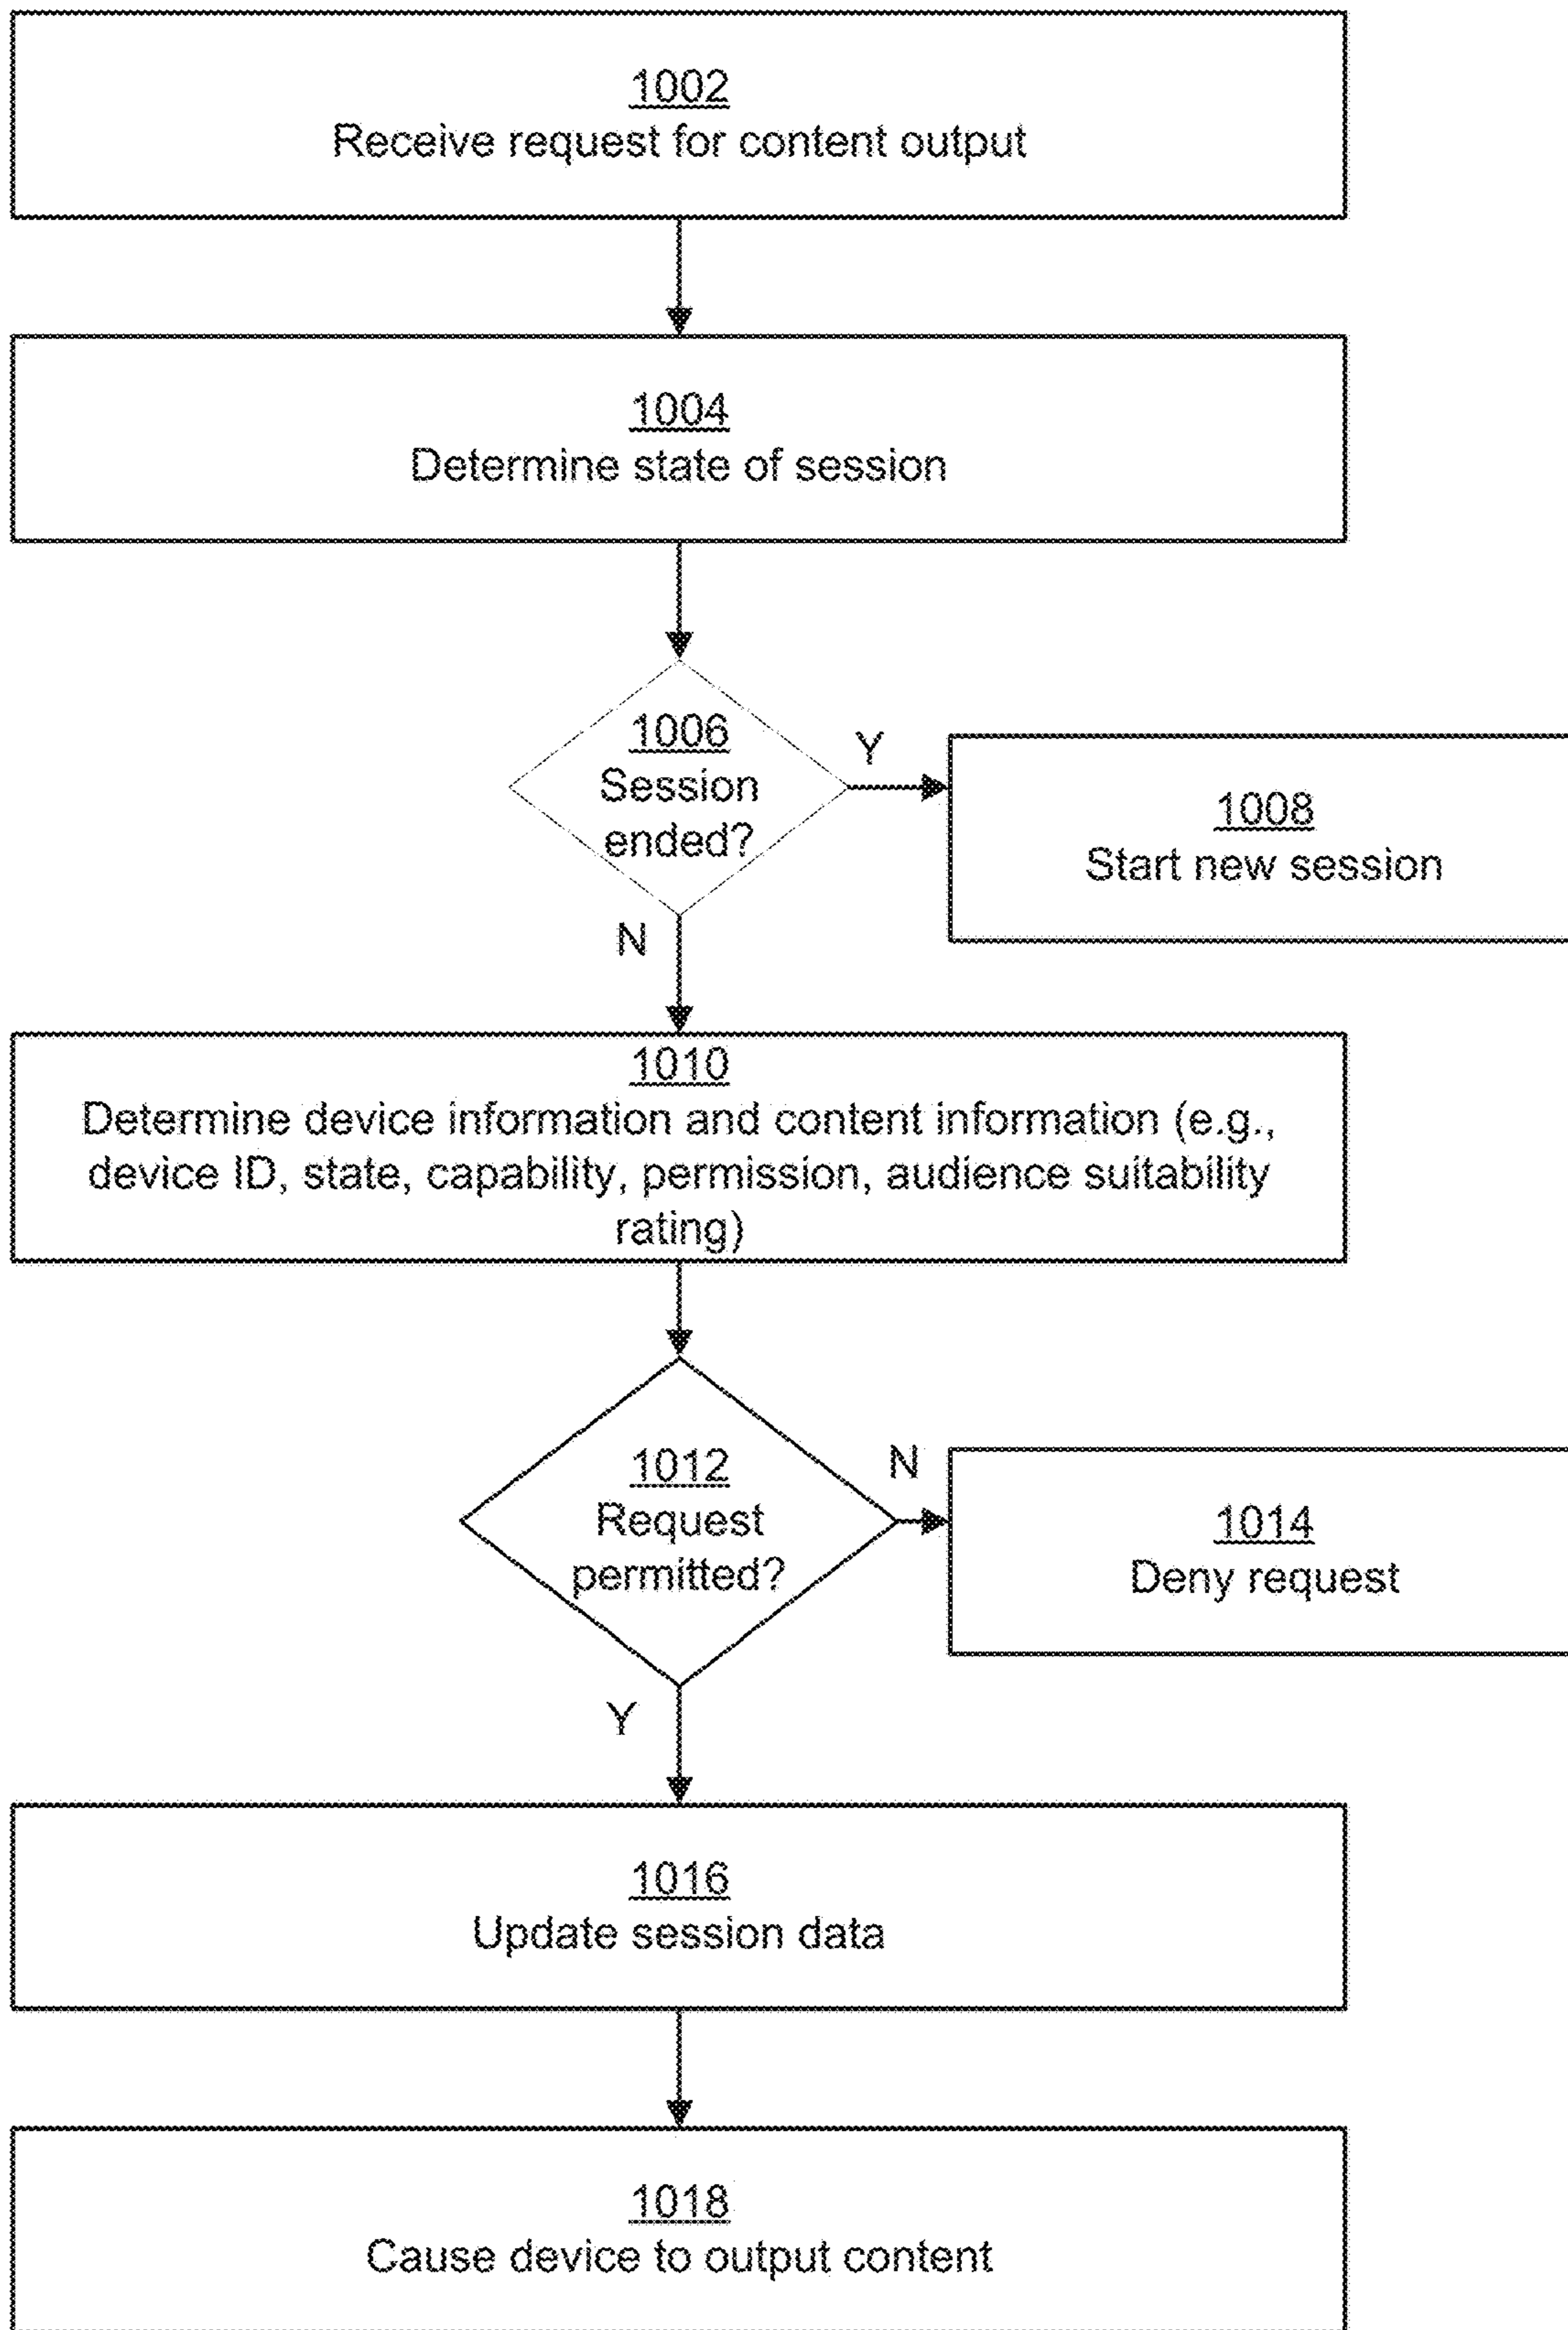 1002
Receive request for content output
1004
Determine state of session
1006
Session
ended?
Y
1008
Start new session
N
1010
Determine device information and content information (e.g.,
device ID, state, capability, permission, audience suitability
rating)
1012
Request
permitted?
N
1014
Deny request
Y
1016
Update session data
1018
Cause device to output content